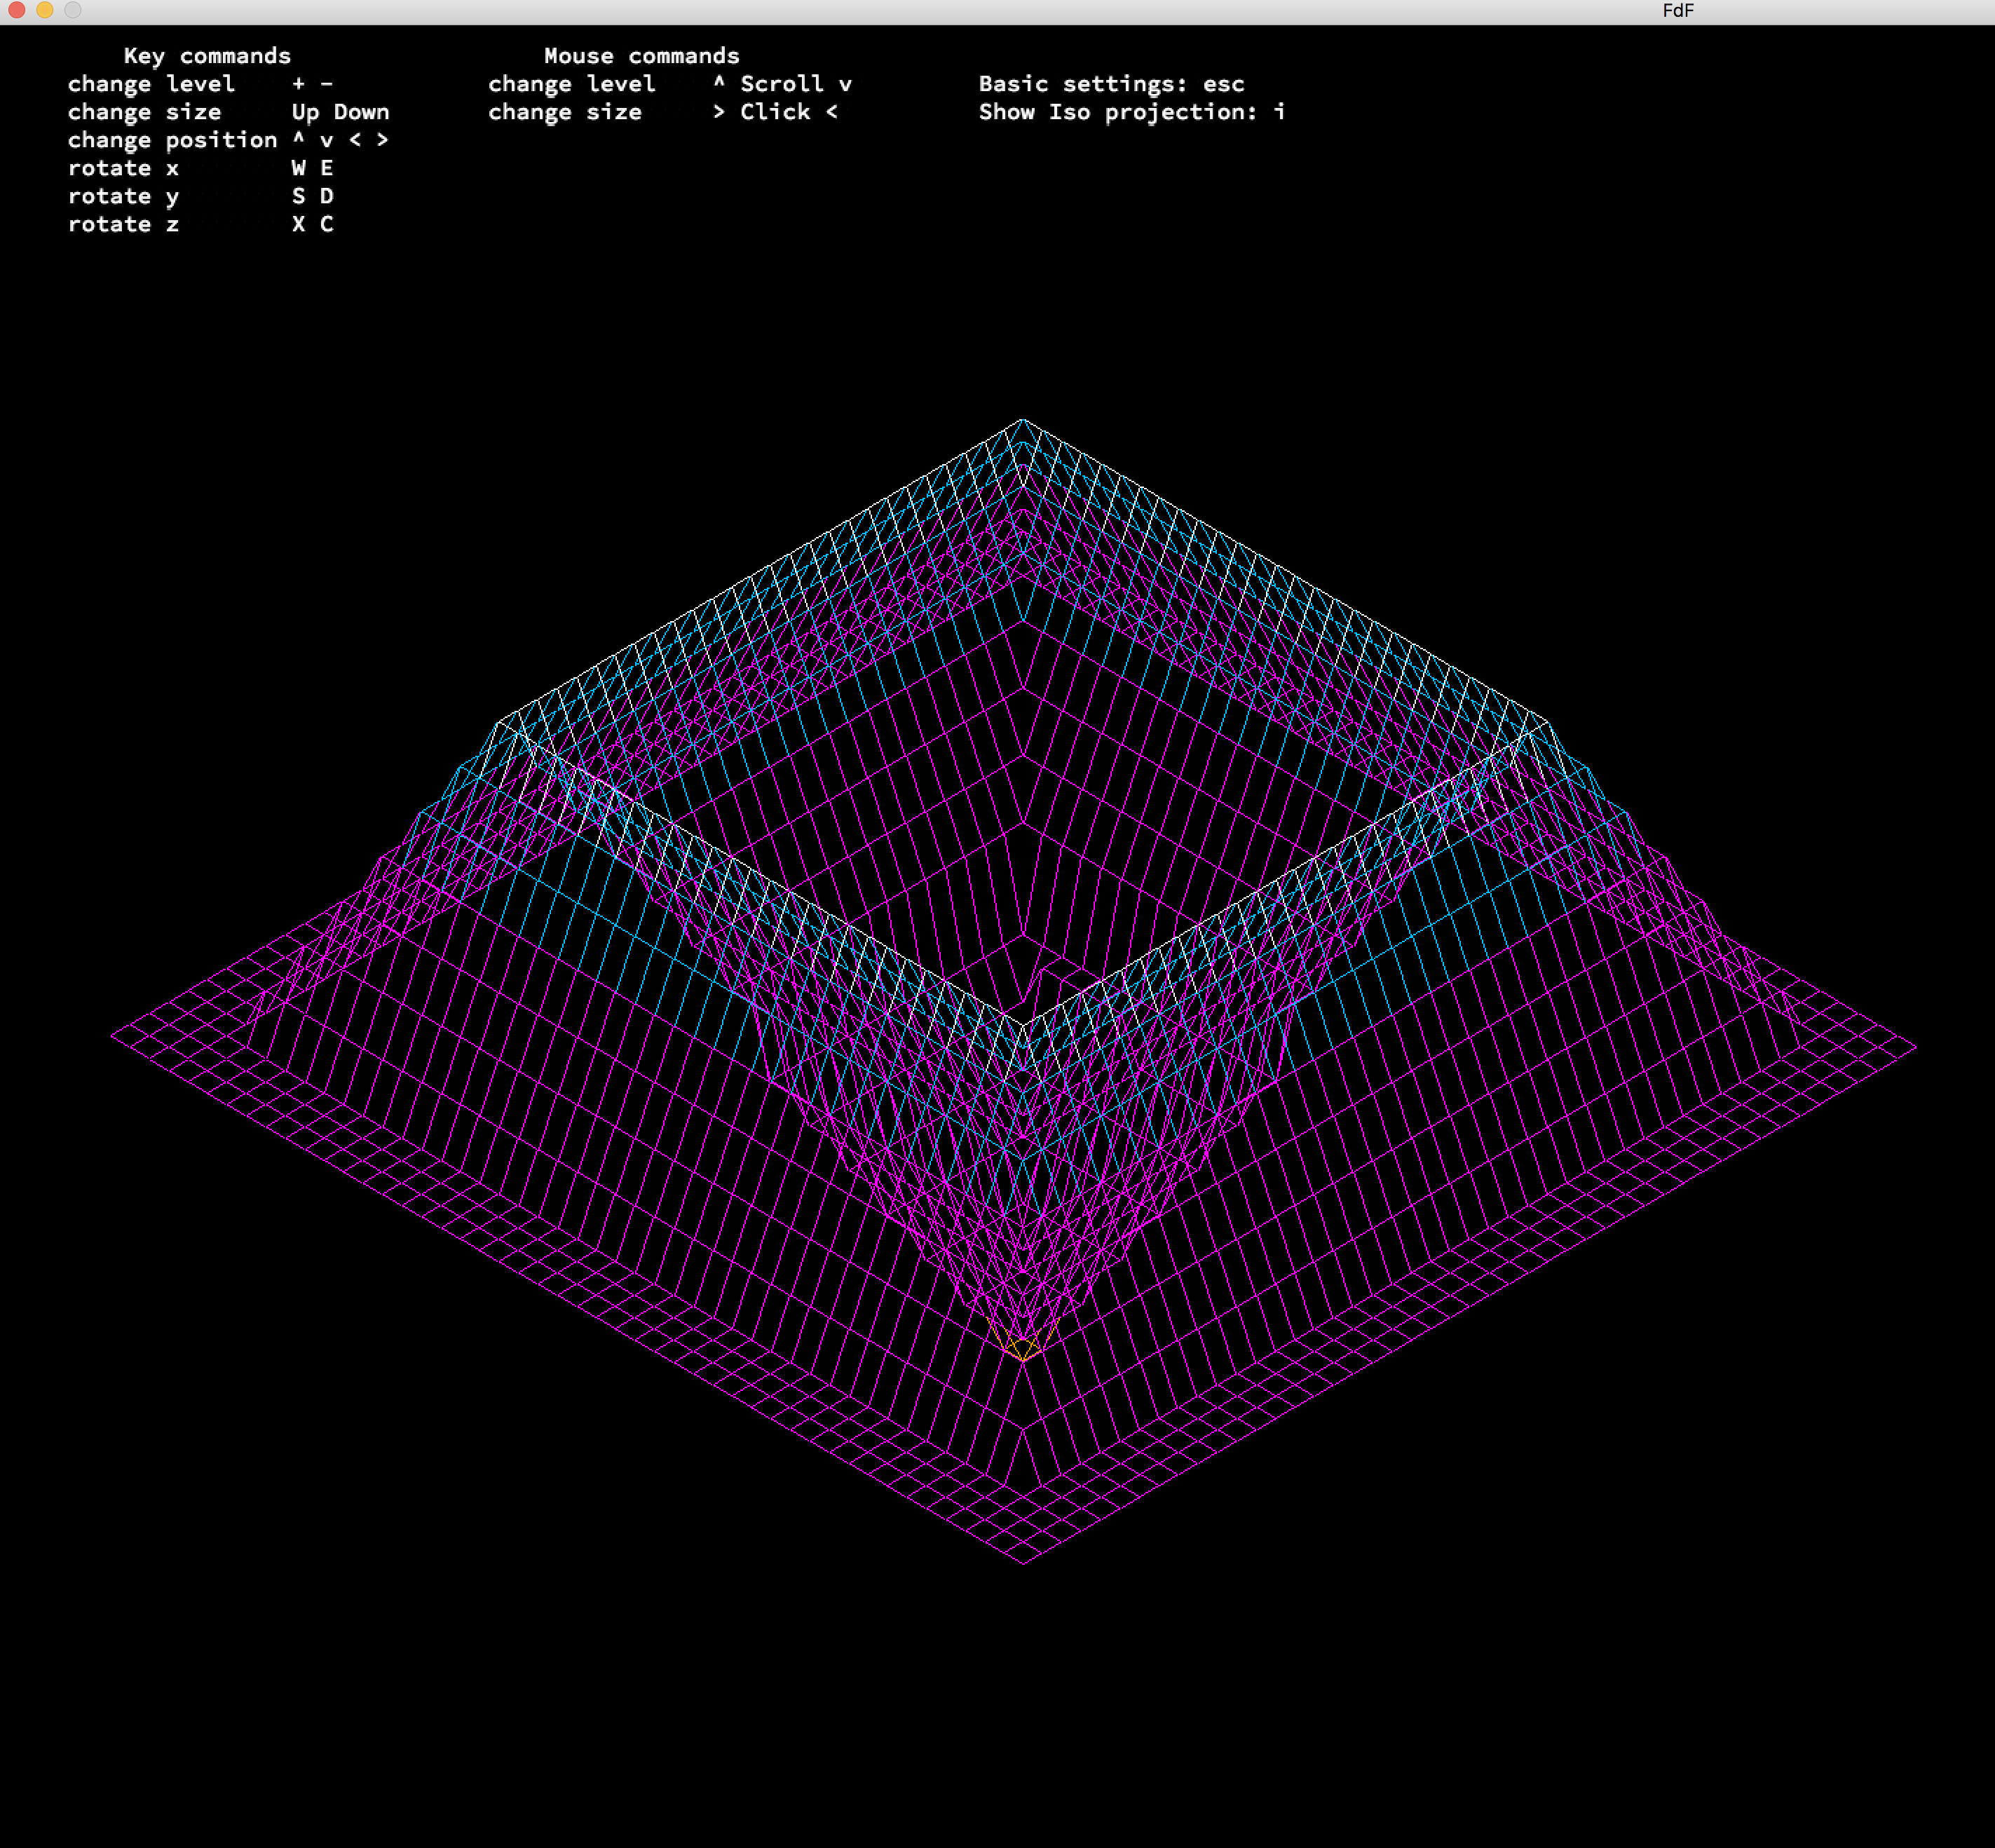 FdF
Key commands
change level + -
change size Up Down
change position ^ v < >
rotate x W E
rotate y S D
rotate z X C
Mouse commands
change level ^ Scroll v
change size > Click <
Basic settings: esc
Show Iso projection: i